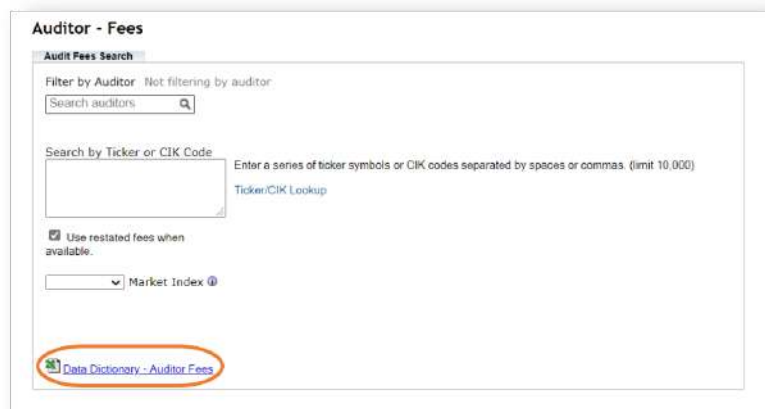 Auditor - Fees
Audit Fees Search
Filter by Auditor Not filtering by auditor
Search auditors
Search by Ticker or CIK Code
Enter a series of ticker symbols or CIK codes separated by spaces or commas. (limit 10,000)
Ticker/CIK Lookup
Use restated fees when
available.
Market Index
Data Dictionary - Auditor Fees